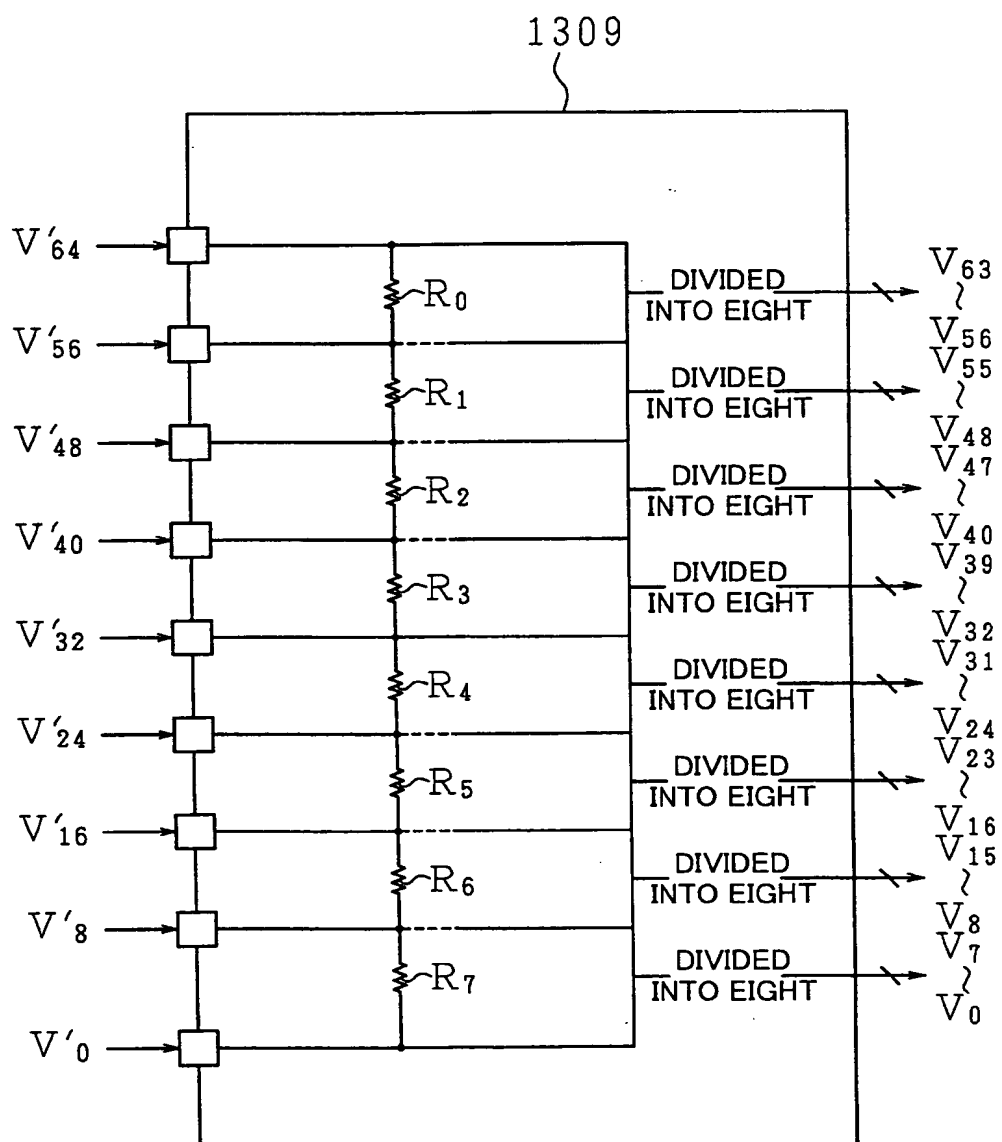 1309
V'64
V'56
V'48
V'40
V'32
V'24
V'16
V'8
V'0
R0
R1
R2
R3
R4
R5
R6
R7
DIVIDED
INTO EIGHT
DIVIDED
INTO EIGHT
DIVIDED
INTO EIGHT
DIVIDED
INTO EIGHT
DIVIDED
INTO EIGHT
DIVIDED
INTO EIGHT
DIVIDED
INTO EIGHT
DIVIDED
INTO EIGHT
V63
~
V56
V55
~
V48
V47
~
V40
V39
~
V32
V31
~
V24
V23
~
V16
V15
~
V8
V7
~
V0